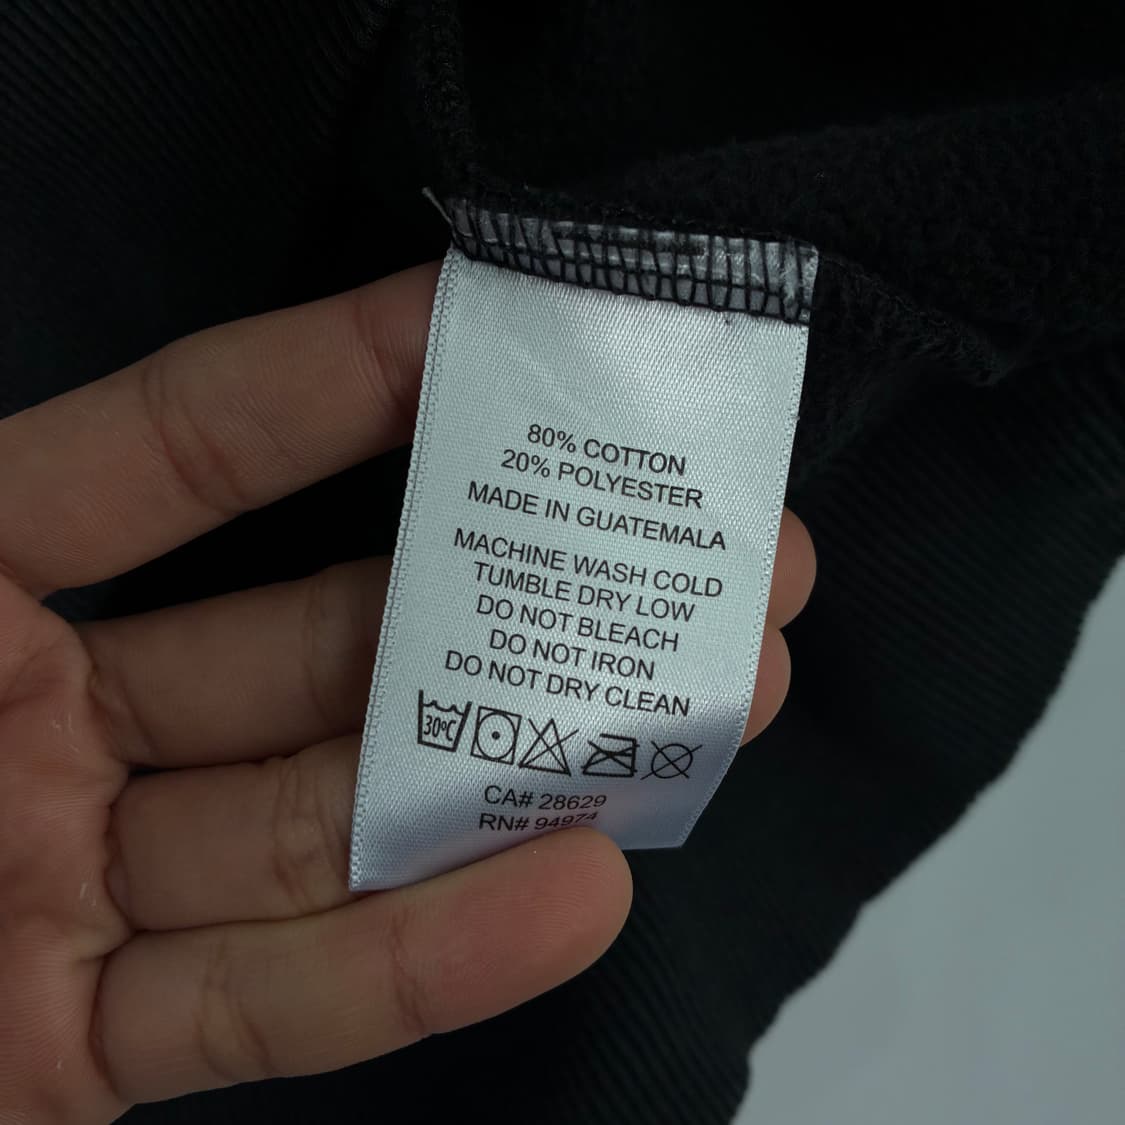 80% COTTON
20% POLYESTER
MADE IN GUATEMALA
MACHINE WASH COLD
TUMBLE DRY LOW
DO NOT BLEACH
DO NOT IRON
DO NOT DRY CLEAN
30ºC
CA# 28629
RN# 94974